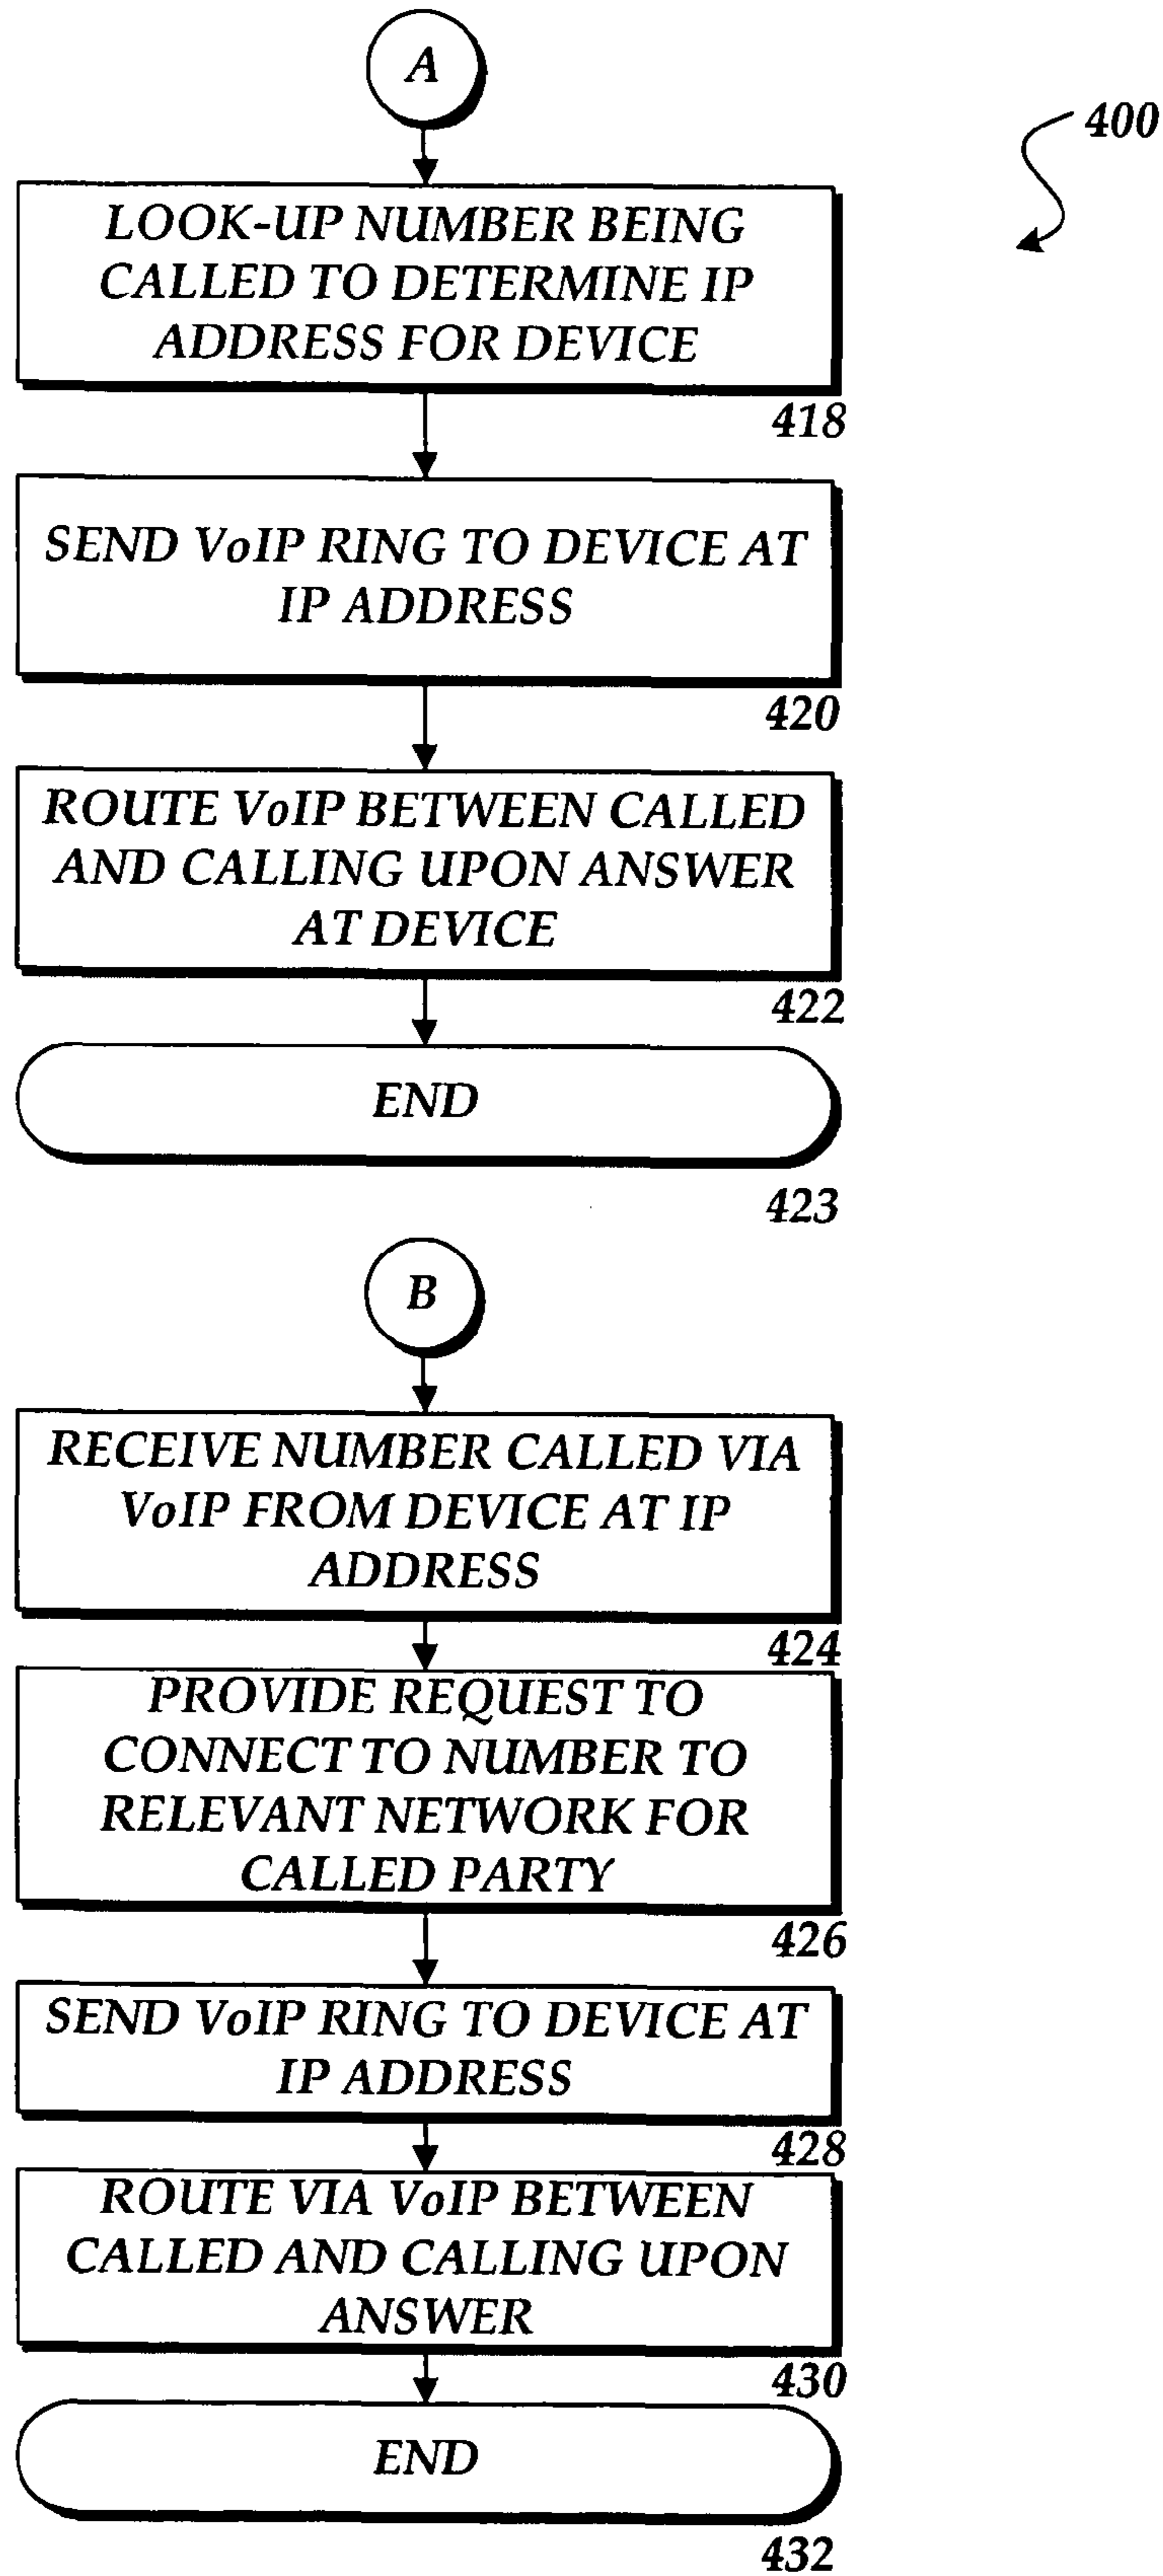 A
400
LOOK-UP NUMBER BEING
CALLED TO DETERMINE IP
ADDRESS FOR DEVICE
418
SEND VoIP RING TO DEVICE AT
IP ADDRESS
420
ROUTE VoIP BETWEEN CALLED
AND CALLING UPON ANSWER
AT DEVICE
422
END
423
B
RECEIVE NUMBER CALLED VIA
VoIP FROM DEVICE AT IP
ADDRESS
424
PROVIDE REQUEST TO
CONNECT TO NUMBER TO
RELEVANT NETWORK FOR
CALLED PARTY
426
SEND VoIP RING TO DEVICE AT
IP ADDRESS
428
ROUTE VIA VoIP BETWEEN
CALLED AND CALLING UPON
ANSWER
430
END
432